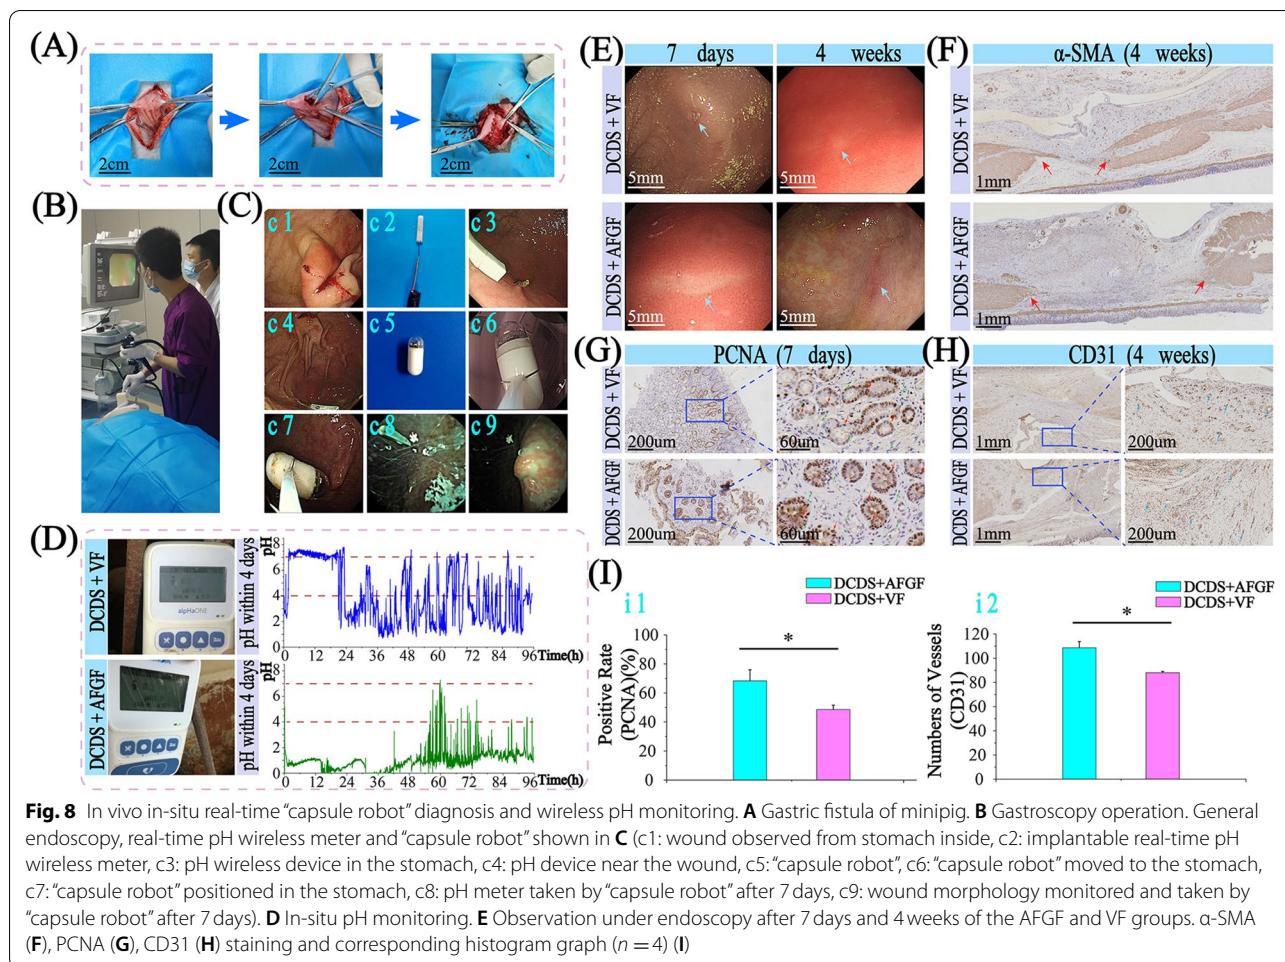 (A)
2cm
2cm
2cm
(B)
(C)
c 1
c 2
c 3
c 4
c 5
c 6
c 7
c 8
c 9
(D)
DCDS + VF
alpHaONE
pH within 4 days
pH
8
6
4
2
0
0 12 24 36 48 60 72 84 96 Time(h)
DCDS + AFGF
pH within 4 days
8
6
4
2
0
0 12 24 36 48 60 72 84 96 Time(h)
(E)
7 days
4 weeks
DCDS + VF
5mm
5mm
DCDS + AFGF
5mm
5mm
(F)
α-SMA (4 weeks)
DCDS + VF
1mm
DCDS + AFGF
1mm
(G)
PCNA (7 days)
DCDS + VF
200um
60um
DCDS + AFGF
200um
60um
(H)
CD31 (4 weeks)
DCDS + VF
1mm
200um
DCDS + AFGF
1mm
200um
(I)
i 1
DCDS+AFGF
DCDS+VF
Positive Rate
(PCNA)(%)
100
80
60
40
20
0
*
i 2
DCDS+AFGF
DCDS+VF
Numbers of Vessels
(CD31)
120
100
80
60
40
20
0
*
Fig. 8 In vivo in-situ real-time “capsule robot” diagnosis and wireless pH monitoring. A Gastric fistula of minipig. B Gastroscopy operation. General
endoscopy, real-time pH wireless meter and “capsule robot” shown in C (c1: wound observed from stomach inside, c2: implantable real-time pH
wireless meter, c3: pH wireless device in the stomach, c4: pH device near the wound, c5: “capsule robot”, c6: “capsule robot” moved to the stomach,
c7: “capsule robot” positioned in the stomach, c8: pH meter taken by “capsule robot” after 7 days, c9: wound morphology monitored and taken by
“capsule robot” after 7 days). D In-situ pH monitoring. E Observation under endoscopy after 7 days and 4 weeks of the AFGF and VF groups. α-SMA
(F), PCNA (G), CD31 (H) staining and corresponding histogram graph (n = 4) (I)